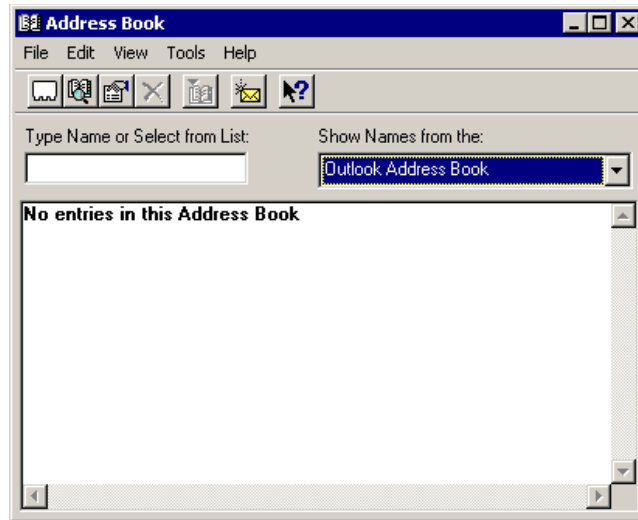 Address Book
File Edit View Tools Help
Type Name or Select from List: Show Names from the:
Outlook Address Book
No entries in this Address Book